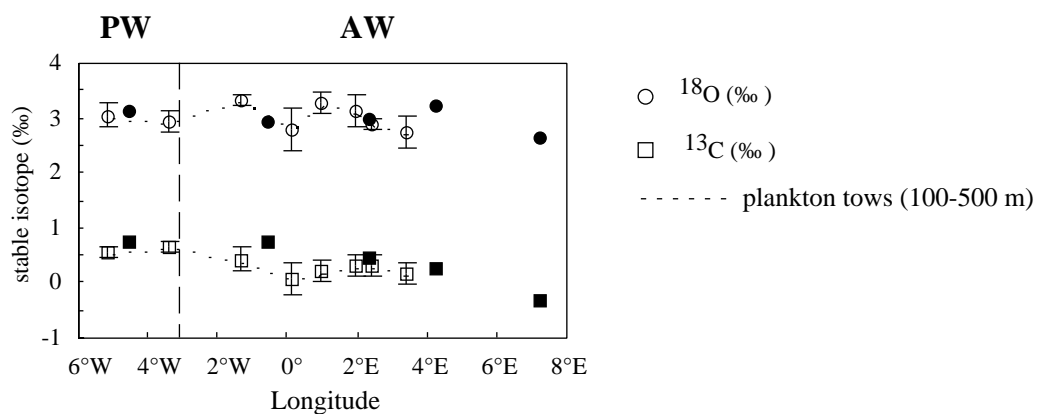 PW AW
4
3
2
1
0
-1
stable isotope (‰)
6°W 4°W 2°W 0° 2°E 4°E 6°E 8°E
Longitude
18O (‰ )
13C (‰ )
plankton tows (100-500 m)